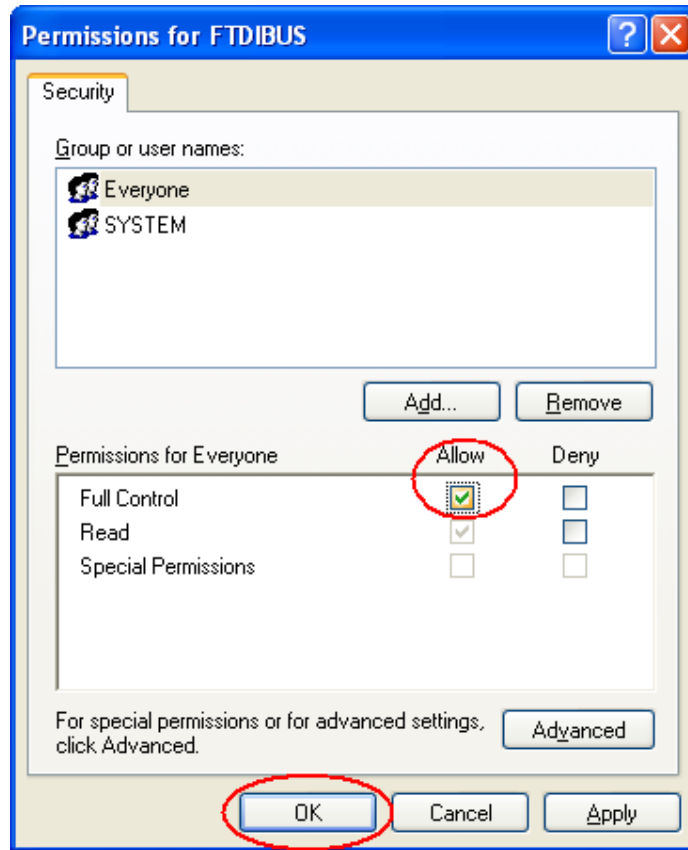 Permissions for FTDIBUS
Security
Group or user names:
Everyone
SYSTEM
Add... Remove
Permissions for Everyone Allow Deny
Full Control
Read
Special Permissions
For special permissions or for advanced settings,
click Advanced.
Advanced
OK Cancel Apply